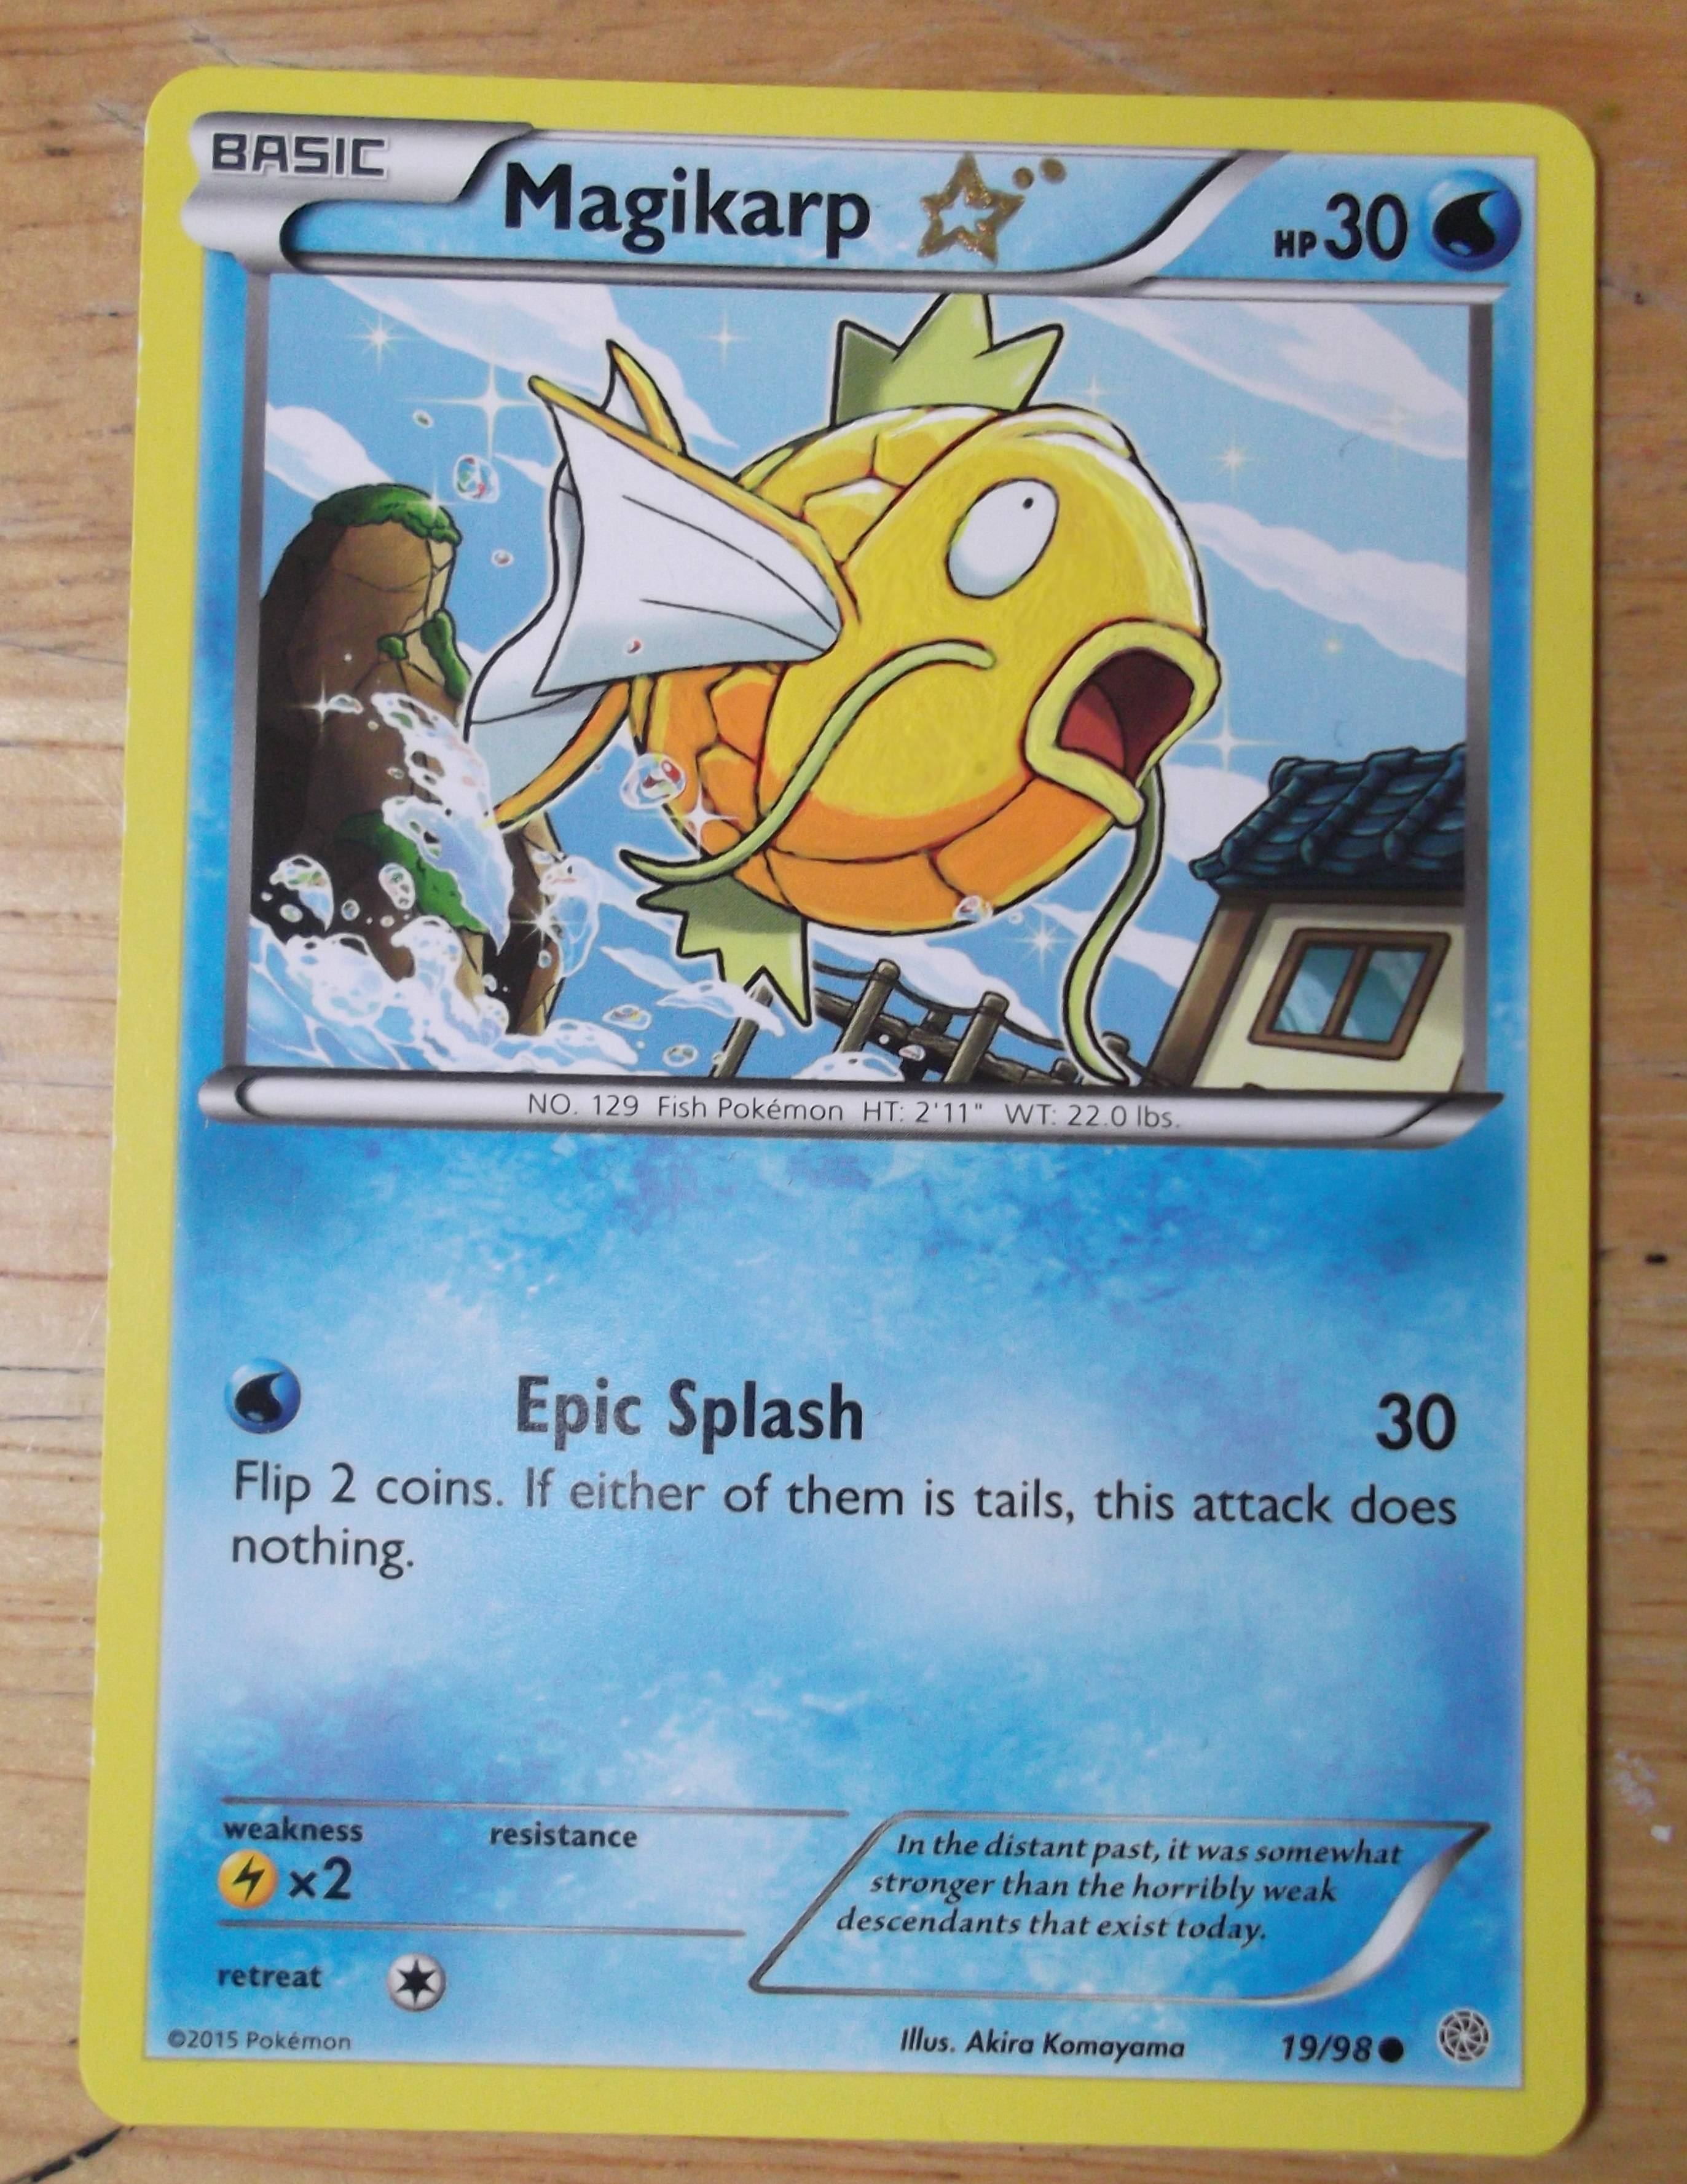 BASIC
Magikarp
HP30
NO. 129 Fish Pokémon HT: 2'11" WT: 22.0 lbs.
Epic Splash 30
Flip 2 coins. If either of them is tails, this attack does
nothing.
weakness resistance
×2
In the distant past, it was somewhat
stronger than the horribly weak
descendants that exist today.
retreat
©2015 Pokémon
Illus. Akira Komayama
19/98